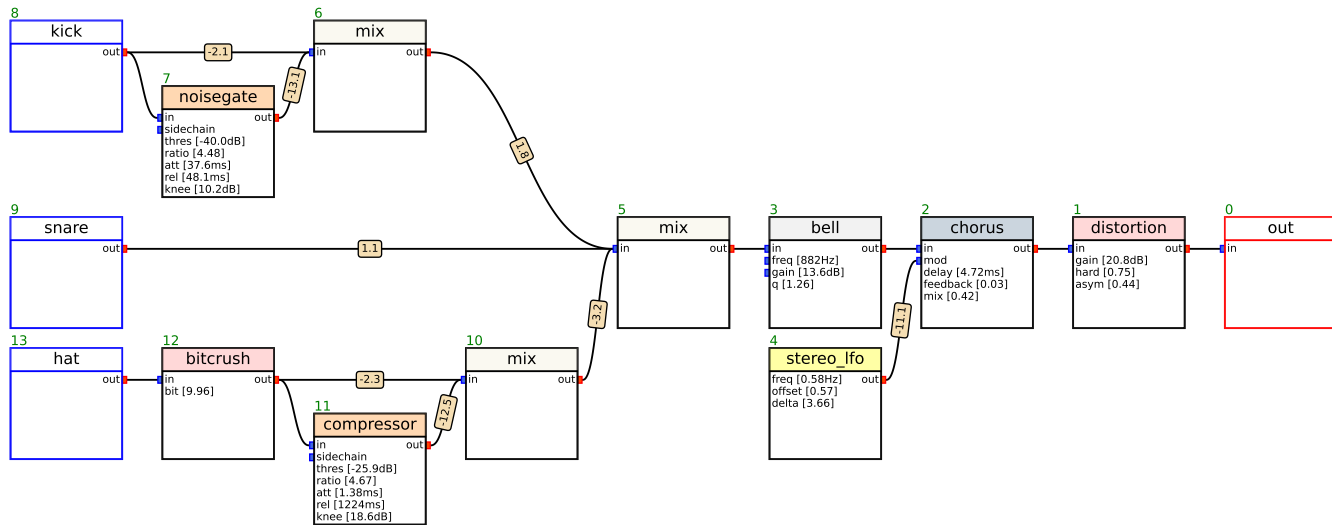 8
kick
out
-2.1
7
noisegate
in
out
sidechain
thres [-40.0dB]
ratio [4.48]
att [37.6ms]
rel [48.1ms]
knee [10.2dB]
-13.1
6
mix
in
out
1.8
9
snare
out
1.1
13
hat
out
12
bitcrush
in
out
bit [9.96]
-2.3
11
compressor
in
out
sidechain
thres [-25.9dB]
ratio [4.67]
att [1.38ms]
rel [1224ms]
knee [18.6dB]
-12.5
10
mix
in
out
-3.2
5
mix
in
out
3
bell
in
out
freq [882Hz]
gain [13.6dB]
q [1.26]
4
stereo_lfo
freq [0.58Hz]
out
offset [0.57]
delta [3.66]
-11.1
2
chorus
in
out
mod
delay [4.72ms]
feedback [0.03]
mix [0.42]
1
distortion
in
out
gain [20.8dB]
hard [0.75]
asym [0.44]
0
out
in